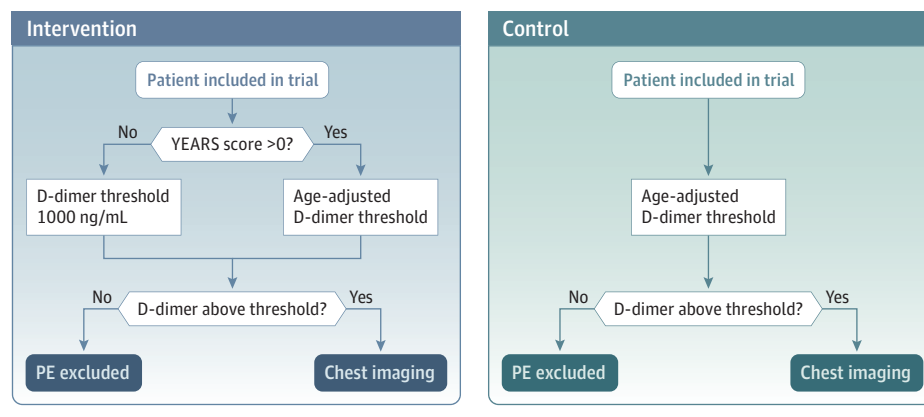 Intervention
Patient included in trial
YEARS score >0?
No
Yes
D-dimer threshold
1000 ng/mL
Age-adjusted
D-dimer threshold
D-dimer above threshold?
No
Yes
PE excluded
Chest imaging
Control
Patient included in trial
Age-adjusted
D-dimer threshold
D-dimer above threshold?
No
Yes
PE excluded
Chest imaging